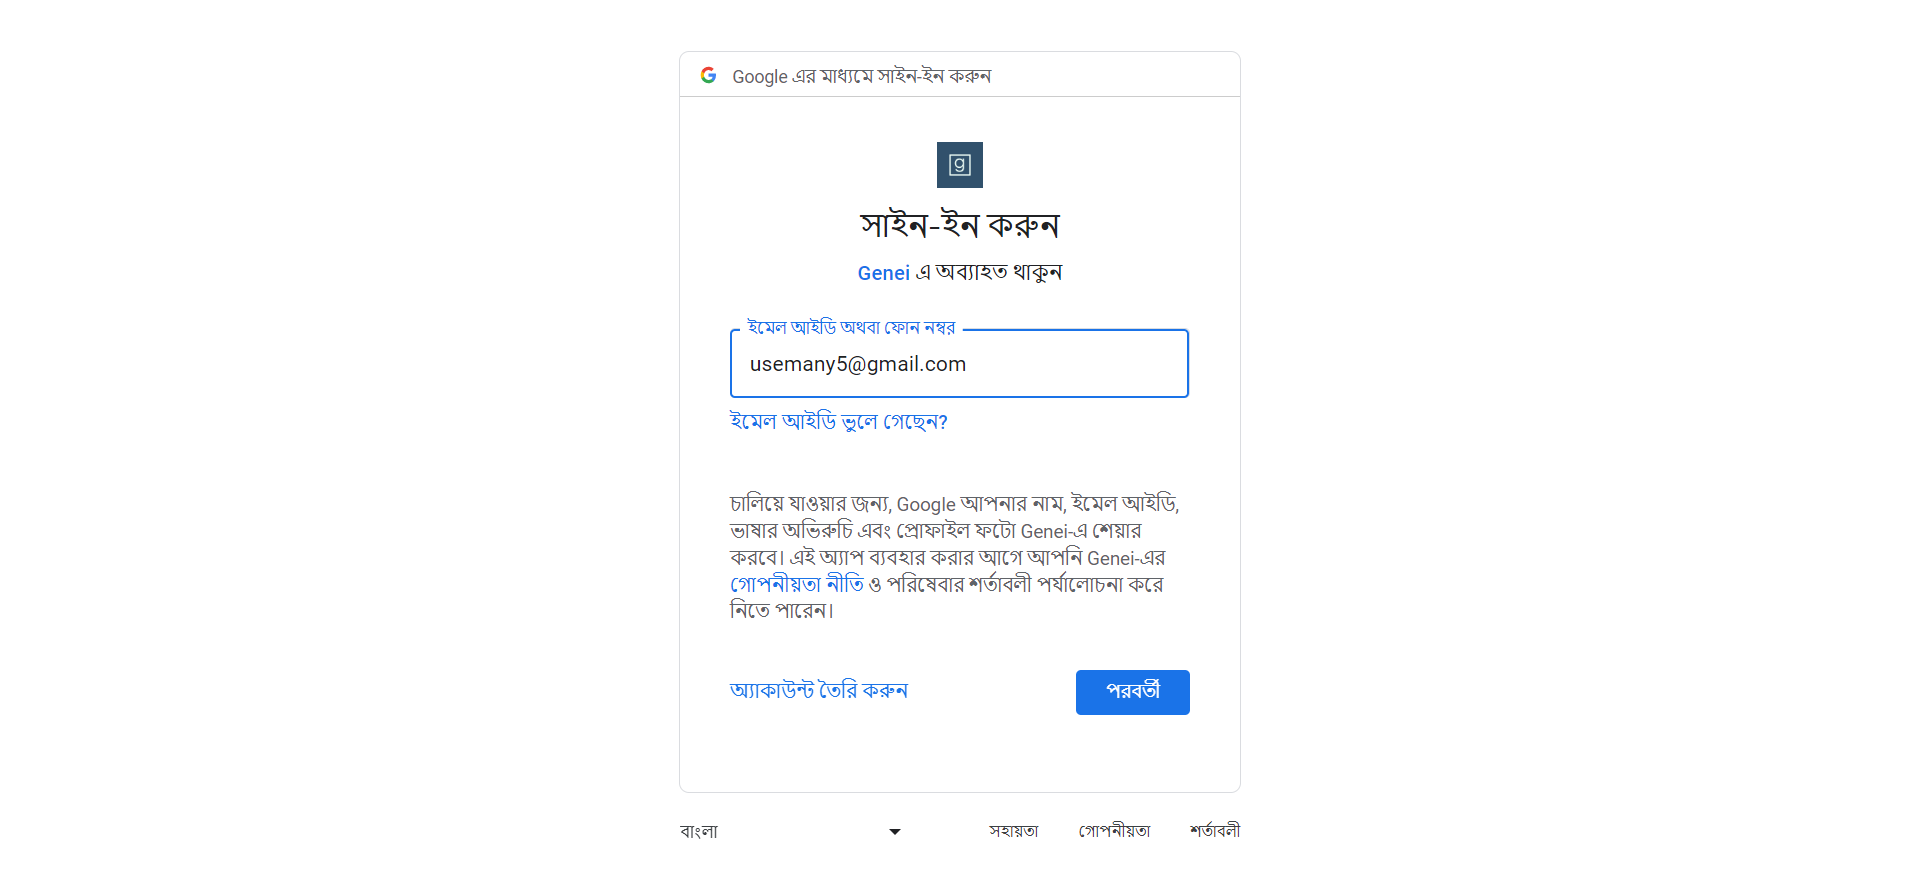 Google এর মাধ্যমে সাইন-ইন করুন
g
সাইন-ইন করুন
Genei এ অব্যাহত থাকুন
ইমেল আইডি অথবা ফোন নম্বর
usemany5@gmail.com
ইমেল আইডি ভুলে গেছেন?
চালিয়ে যাওয়ার জন্য, Google আপনার নাম, ইমেল আইডি,
ভাষার অভিরুচি এবং প্রোফাইল ফটো Genei-এ শেয়ার
করবে। এই অ্যাপ ব্যবহার করার আগে আপনি Genei-এর
গোপনীয়তা নীতি ও পরিষেবার শর্তাবলী পর্যালোচনা করে
নিতে পারেন।
অ্যাকাউন্ট তৈরি করুন
পরবর্তী
বাংলা
সহায়তা
গোপনীয়তা
শর্তাবলী